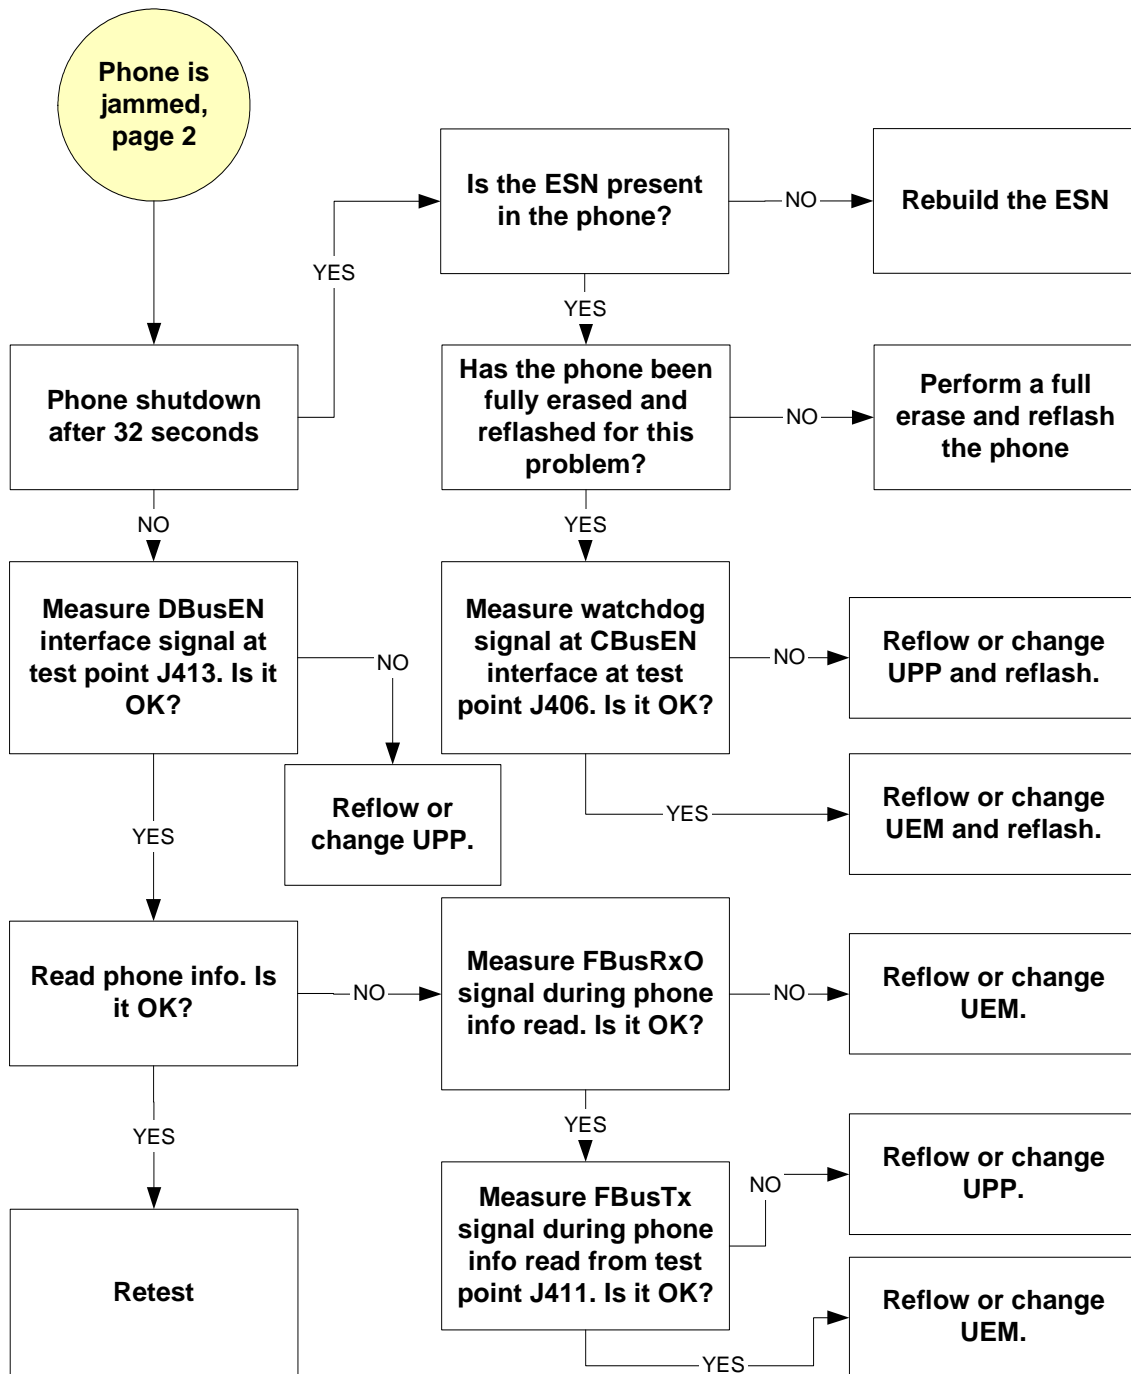 Phone is
jammed,
page 2
Is the ESN present
in the phone?
NO
Rebuild the ESN
YES
YES
Phone shutdown
after 32 seconds
Has the phone been
fully erased and
reflashed for this
problem?
NO
Perform a full
erase and reflash
the phone
NO
YES
Measure DBusEN
interface signal at
test point J413. Is it
OK?
NO
Measure watchdog
signal at CBusEN
interface at test
point J406. Is it OK?
NO
Reflow or change
UPP and reflash.
Reflow or
change UPP.
YES
Reflow or change
UEM and reflash.
YES
Read phone info. Is
it OK?
NO
Measure FBusRxO
signal during phone
info read. Is it OK?
NO
Reflow or change
UEM.
YES
YES
Measure FBusTx
signal during phone
info read from test
point J411. Is it OK?
NO
Reflow or change
UPP.
Retest
YES
Reflow or change
UEM.